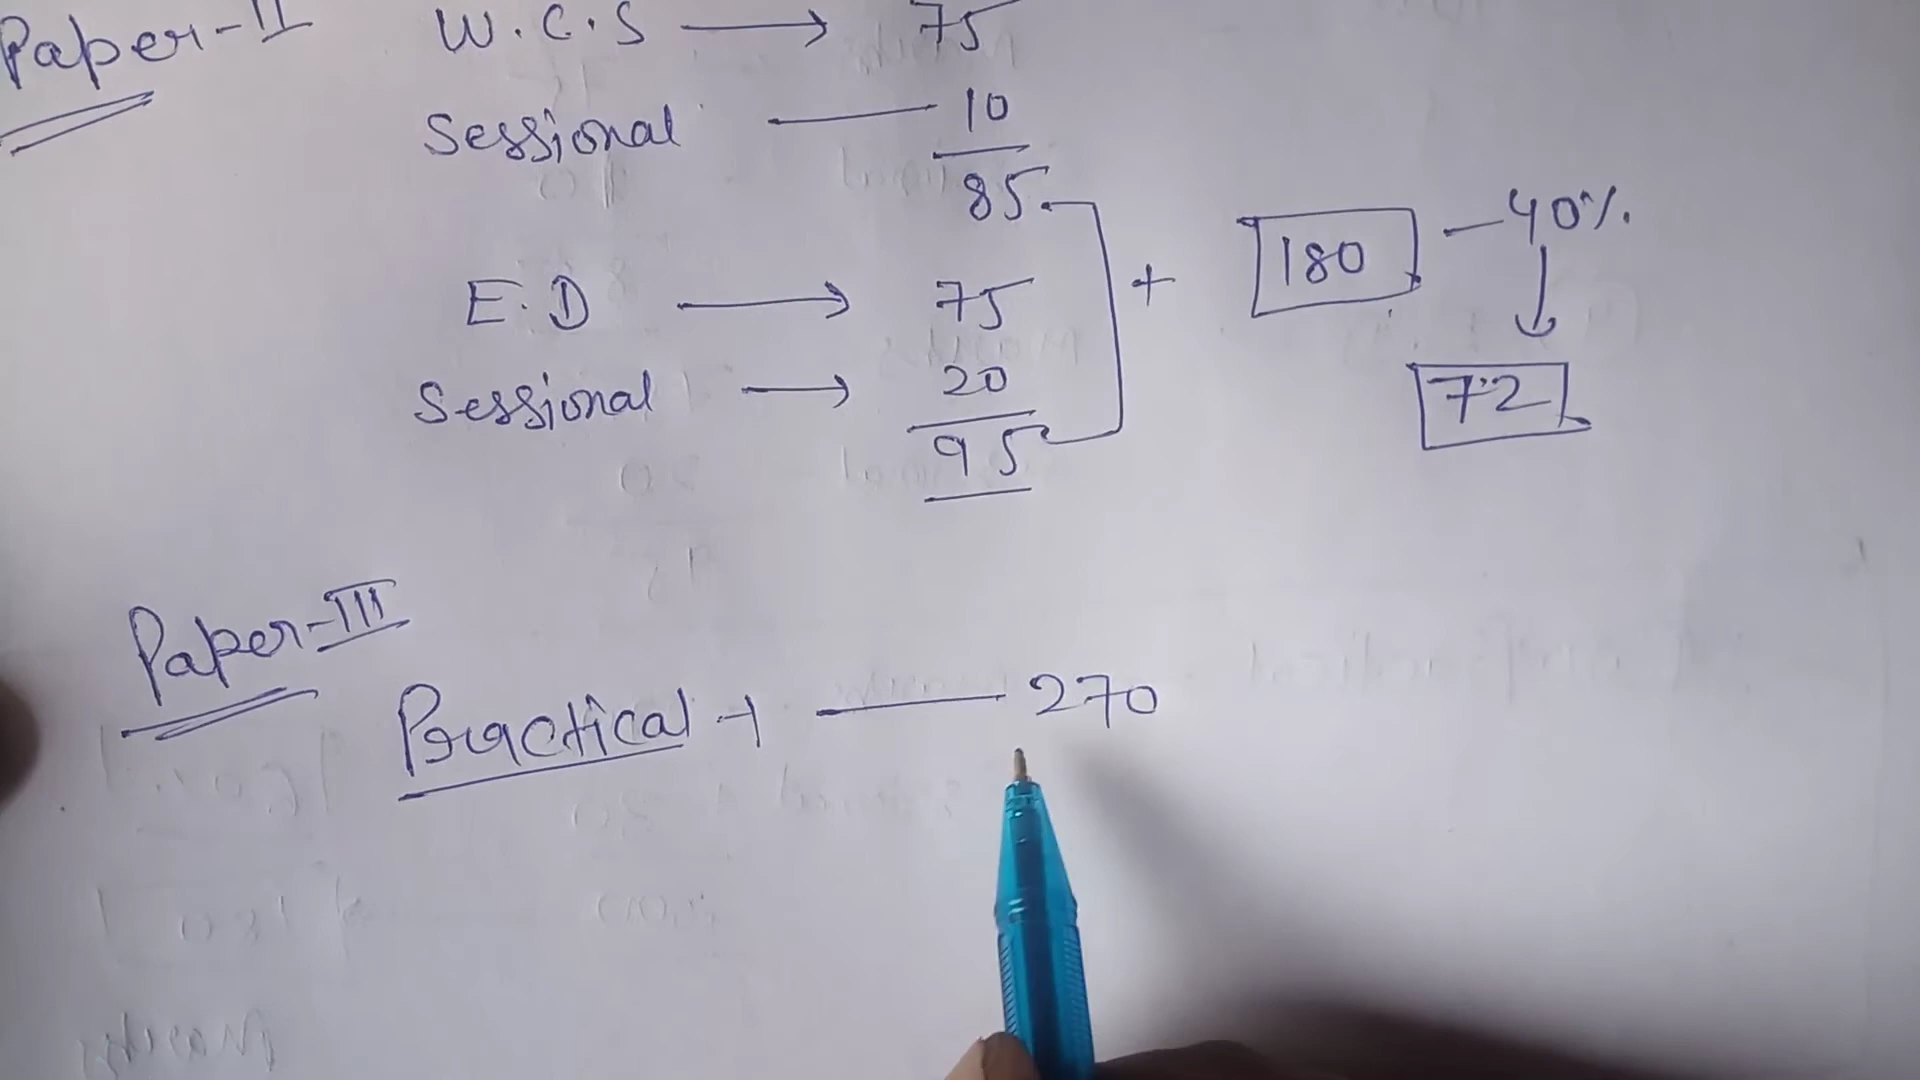 Paper-II W.C.S → 75
Sessional — 10
85
E.D → 75
Sessional → 20
95
+ 180 - 40%
72
Paper-III
Practical + — 270